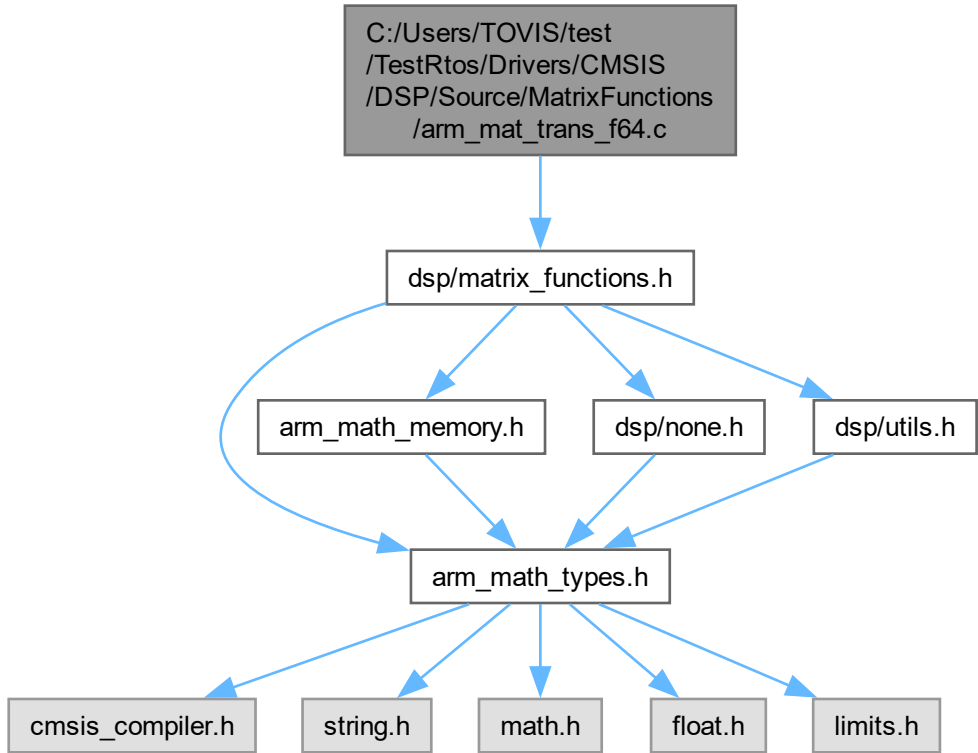 C:/Users/TOVIS/test
/TestRtos/Drivers/CMSIS
/DSP/Source/MatrixFunctions
/arm_mat_trans_f64.c
dsp/matrix_functions.h
arm_math_memory.h
dsp/none.h
dsp/utils.h
arm_math_types.h
cmsis_compiler.h
string.h
math.h
float.h
limits.h